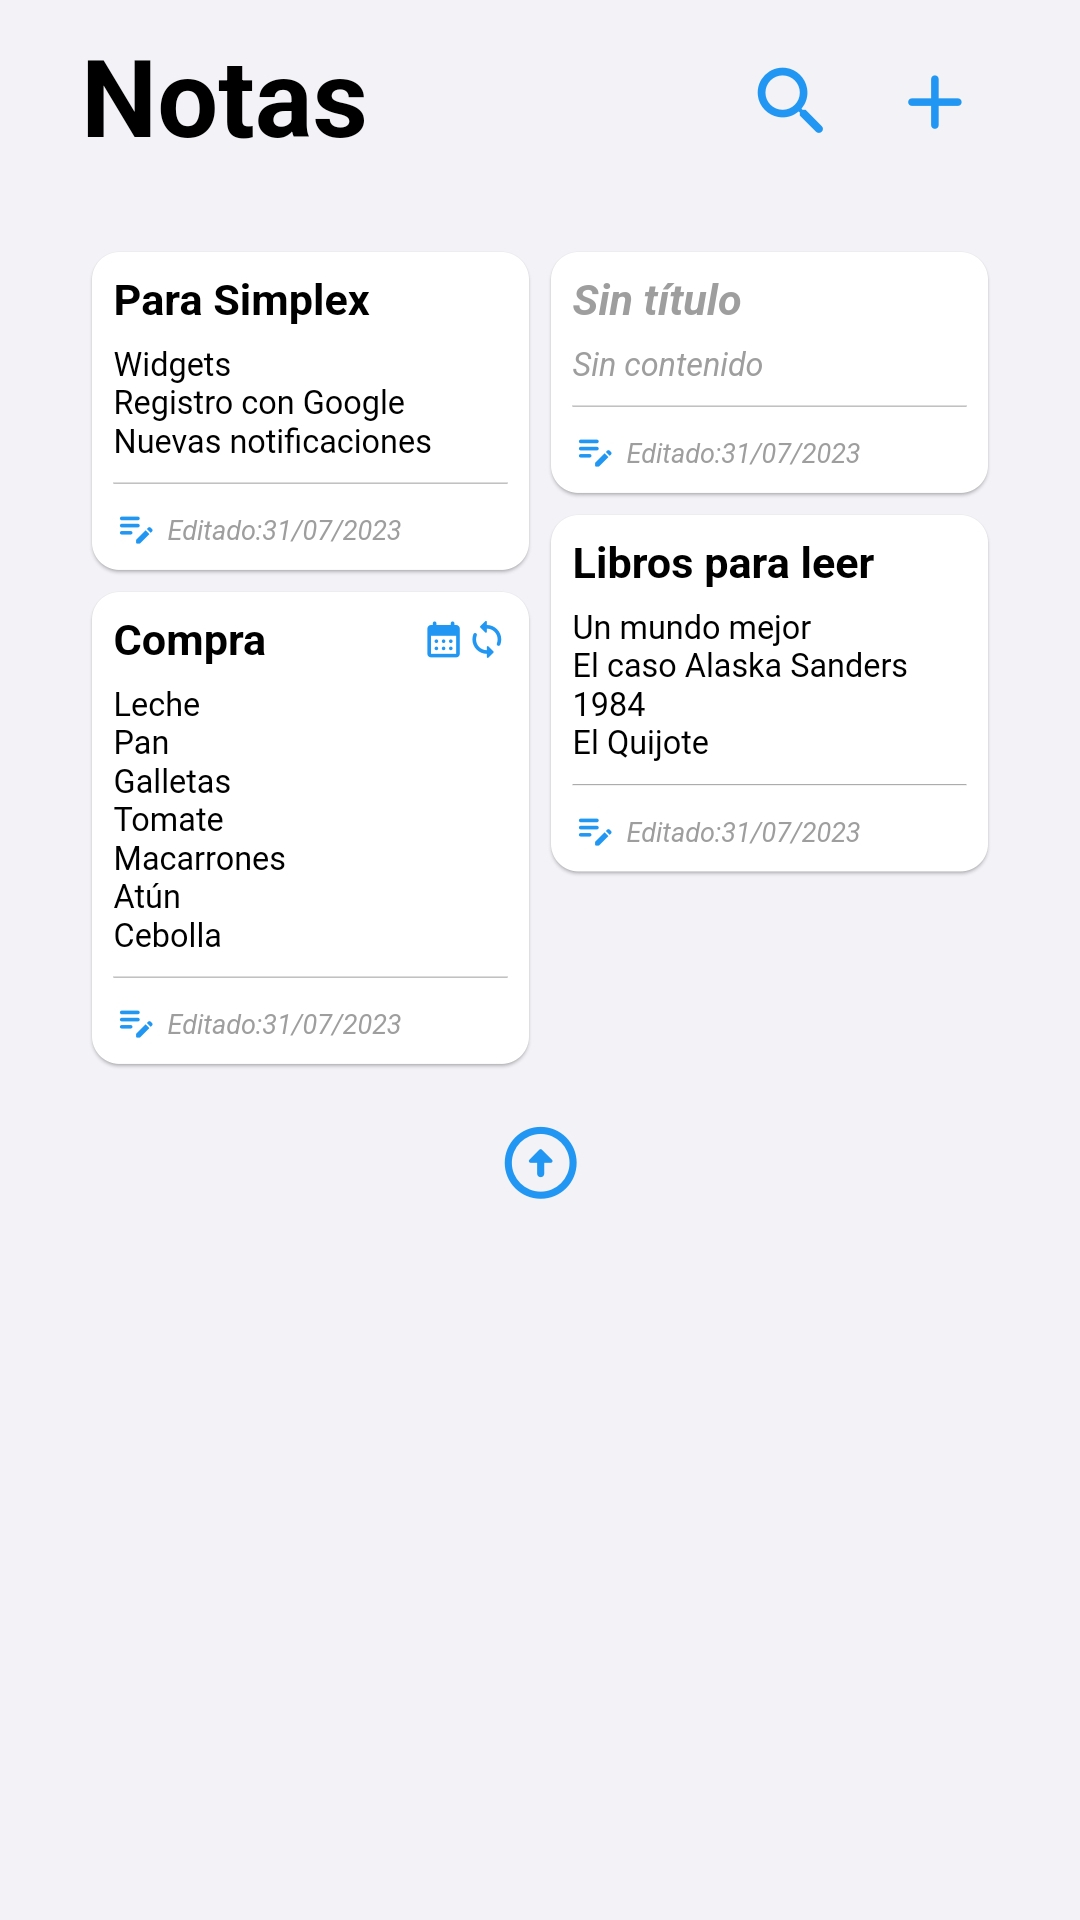 Notas
Para Simplex
Widgets
Registro con Google
Nuevas notificaciones
Editado:31/07/2023
Sin título
Sin contenido
Editado:31/07/2023
Compra
Leche
Pan
Galletas
Tomate
Macarrones
Atún
Cebolla
Editado:31/07/2023
Libros para leer
Un mundo mejor
El caso Alaska Sanders
1984
El Quijote
Editado:31/07/2023